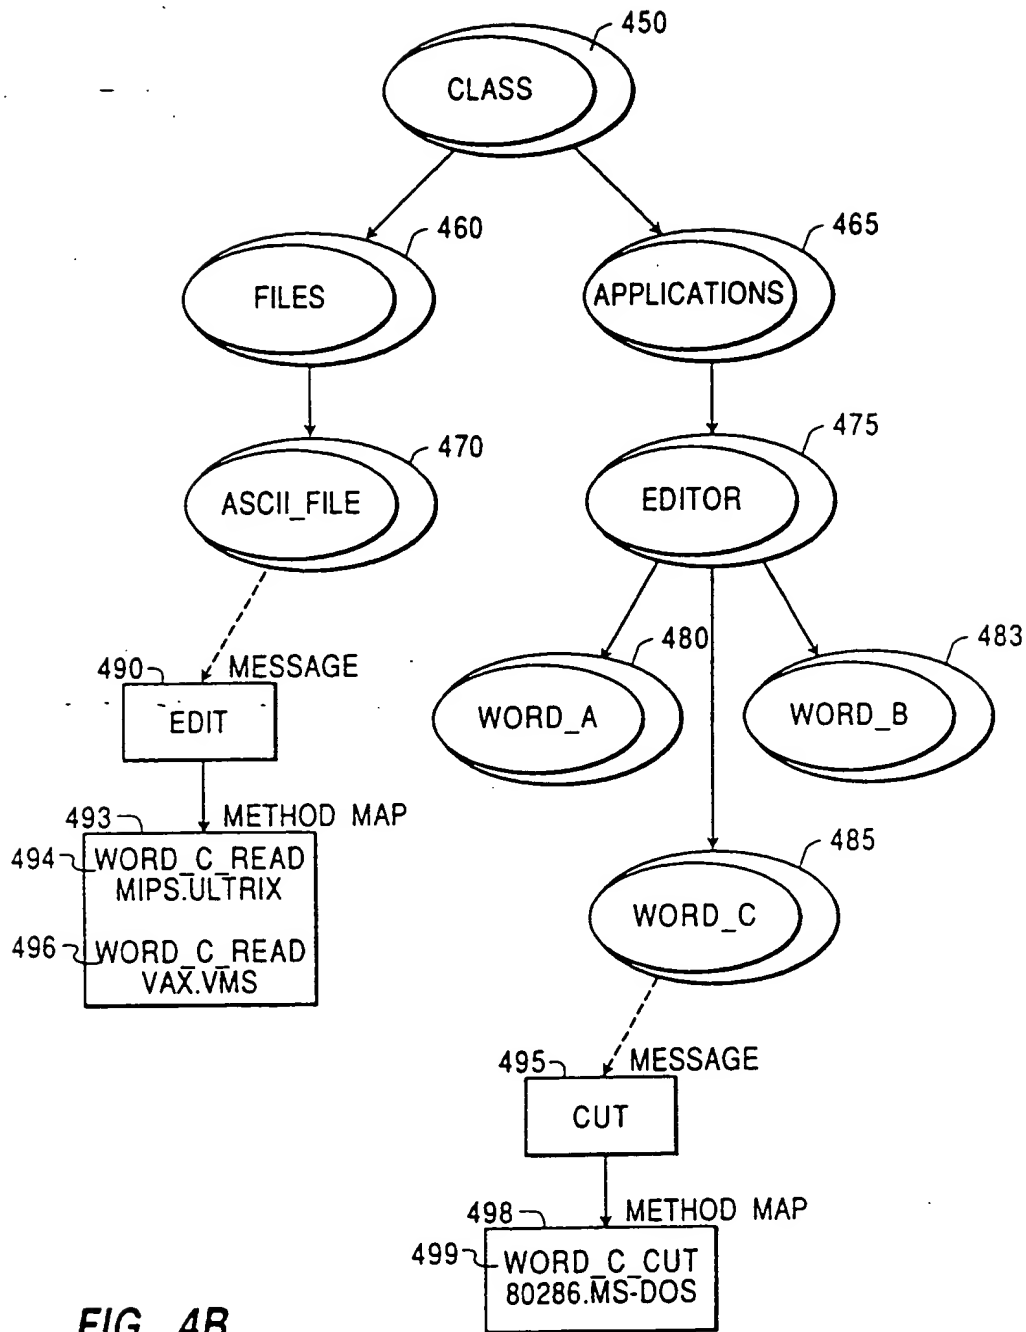 450
CLASS
460
465
FILES
APPLICATIONS
470
475
ASCII_FILE
EDITOR
480
483
490
MESSAGE
EDIT
WORD_A
WORD_B
493
METHOD MAP
494
WORD_C_READ
MIPS.ULTRIX
496
WORD_C_READ
VAX.VMS
485
WORD_C
495
MESSAGE
CUT
498
METHOD MAP
499
WORD_C_CUT
80286.MS-DOS
FIG. 4B